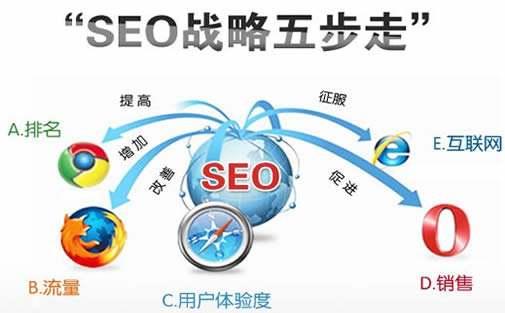 “SEO战略五步走”
提高
征服
A.排名
增加
E.互联网
改善
SEO
促进
B.流量
C.用户体验度
D.销售